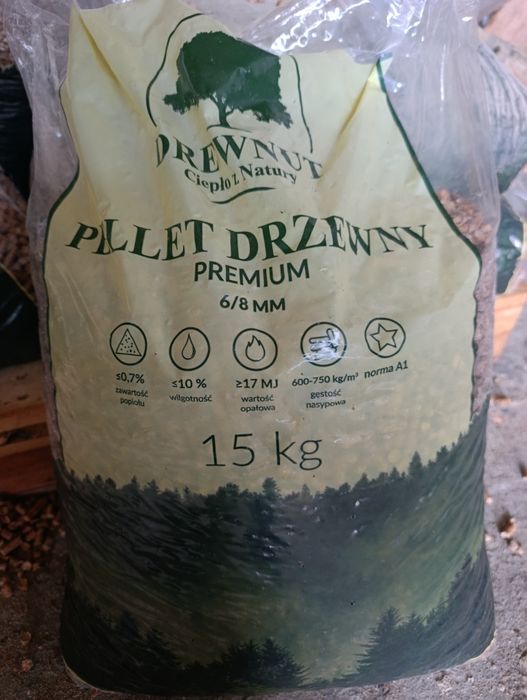 DREWNUT
Ciepło z Natury
PELLET DRZEWNY
PREMIUM
6/8 MM
≤0,7%
zawartość
popiołu
≤10 %
wilgotność
≥17 MJ
wartość
opałowa
600-750 kg/m³
gęstość
nasypowa
norma A1
15 kg